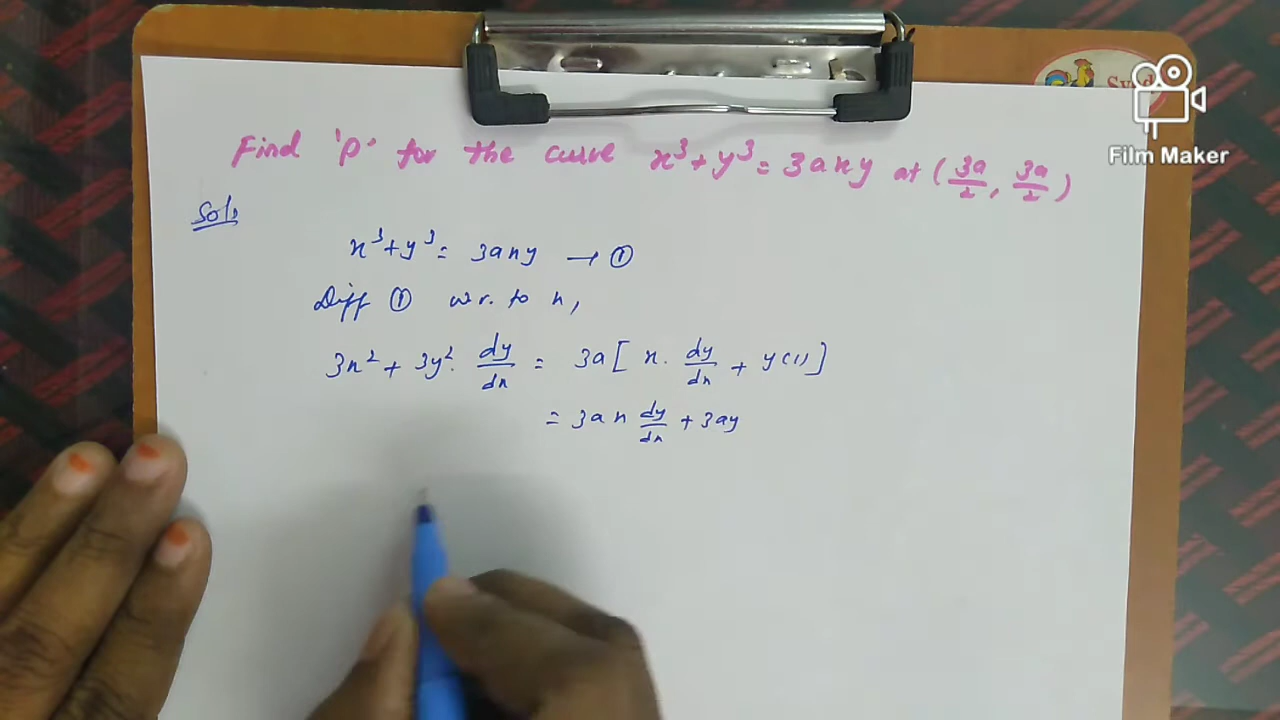 Film Maker
Find 'ρ' for the curve x³+y³ = 3axy at (3a/2, 3a/2)
Sol:
x³+y³ = 3axy → ①
Diff ① w.r. to x,
3x² + 3y². dy/dx = 3a[ x. dy/dx + y(1)]
= 3ax dy/dx + 3ay